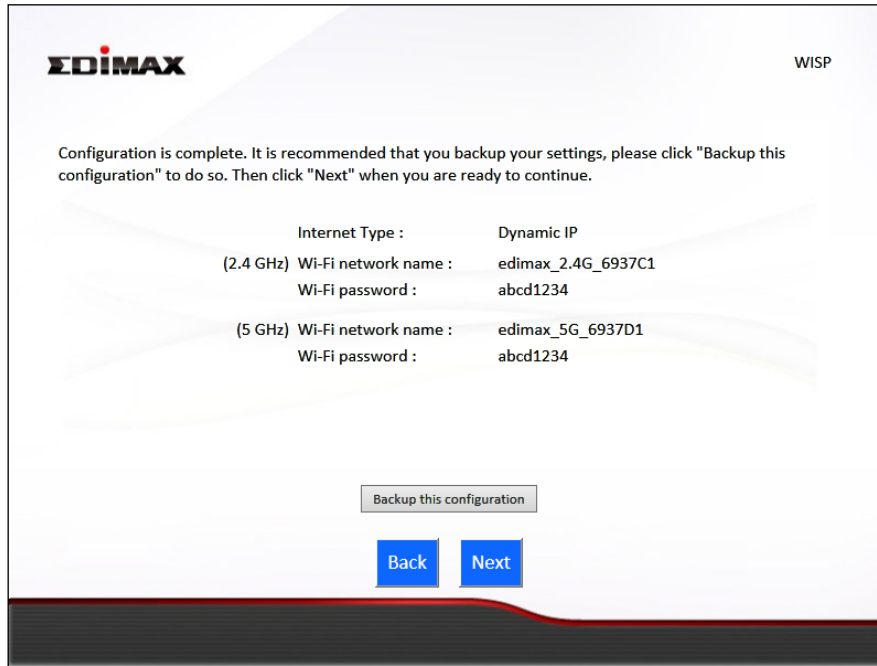 EDiMAX
WISP
Configuration is complete. It is recommended that you backup your settings, please click "Backup this
configuration" to do so. Then click "Next" when you are ready to continue.
Internet Type : Dynamic IP
(2.4 GHz) Wi-Fi network name : edimax_2.4G_6937C1
Wi-Fi password : abcd1234
(5 GHz) Wi-Fi network name : edimax_5G_6937D1
Wi-Fi password : abcd1234
Backup this configuration
Back Next